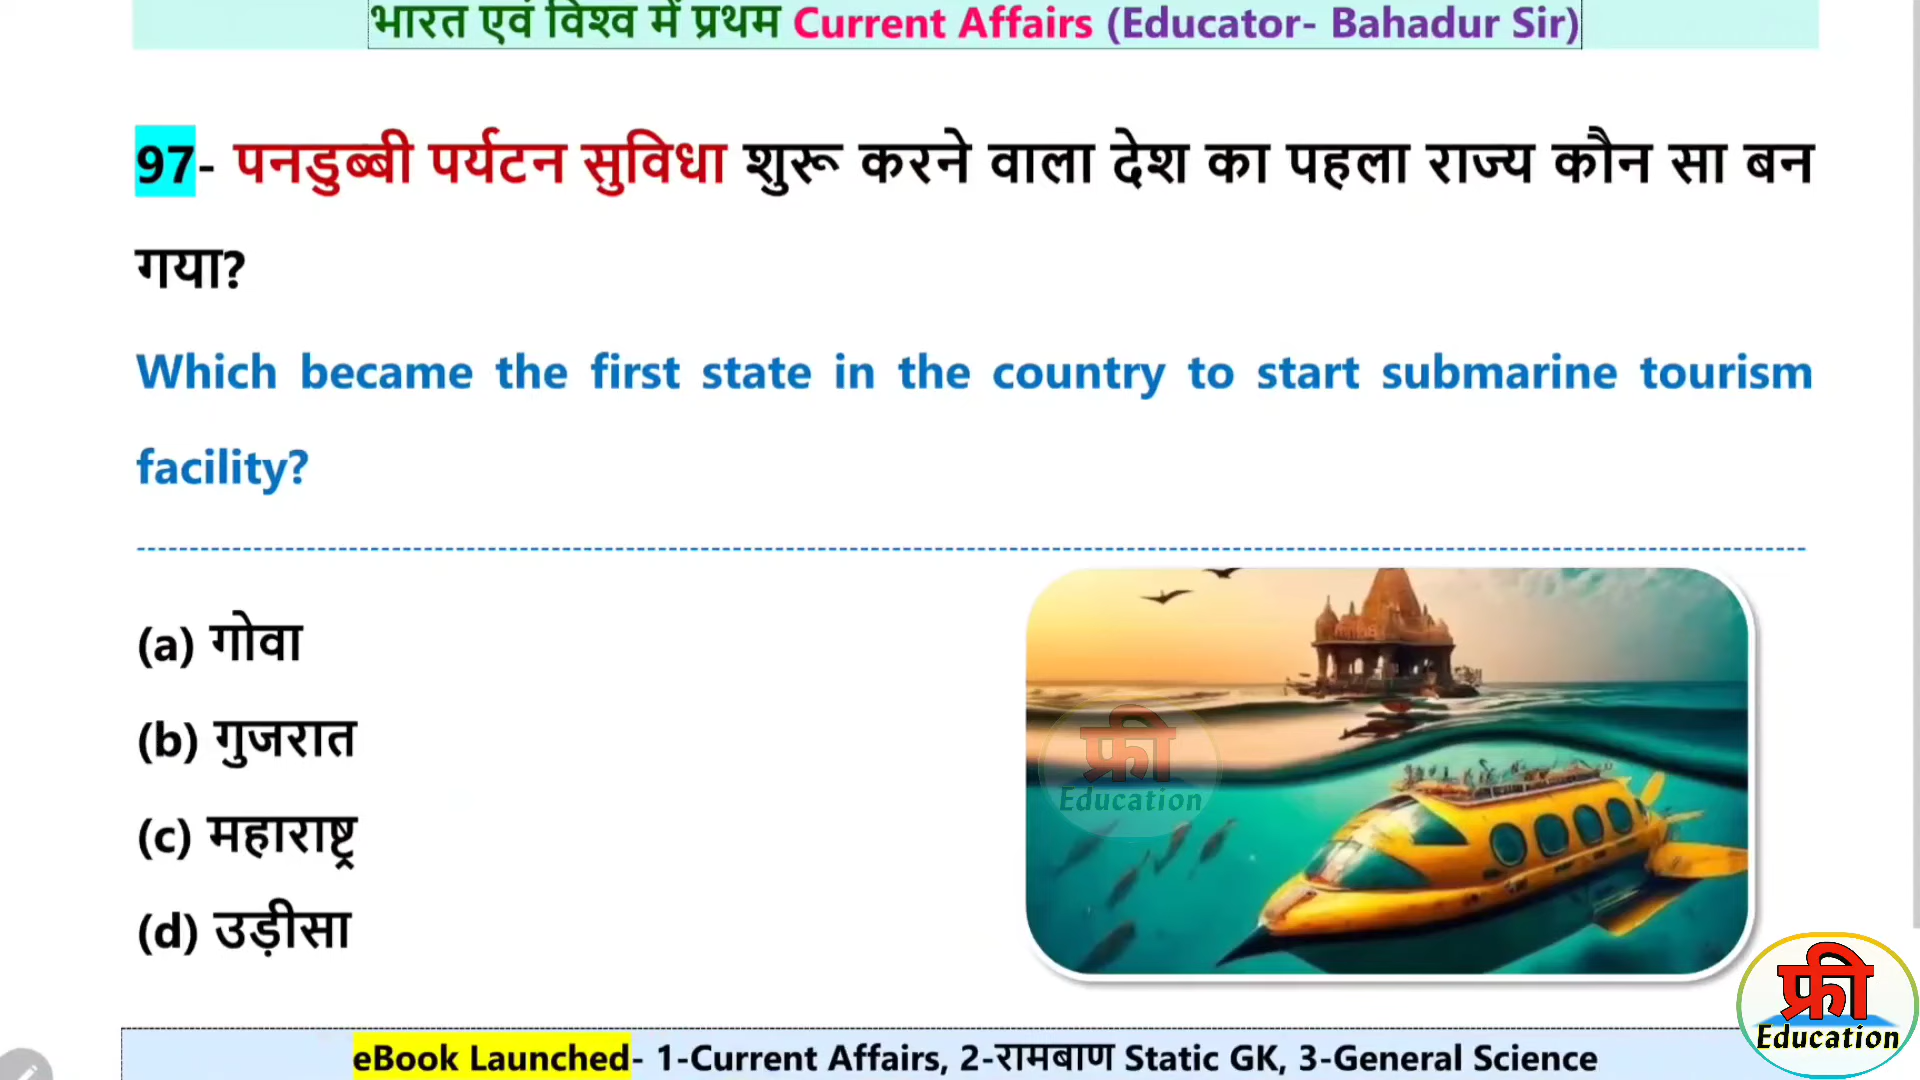 भारत एवं विश्व में प्रथम Current Affairs (Educator- Bahadur Sir)
97- पनडुब्बी पर्यटन सुविधा शुरू करने वाला देश का पहला राज्य कौन सा बन
गया?
Which became the first state in the country to start submarine tourism
facility?
(a) गोवा
(b) गुजरात
(c) महाराष्ट्र
(d) उड़ीसा
फ्री
Education
फ्री
Education
eBook Launched- 1-Current Affairs, 2-रामबाण Static GK, 3-General Science